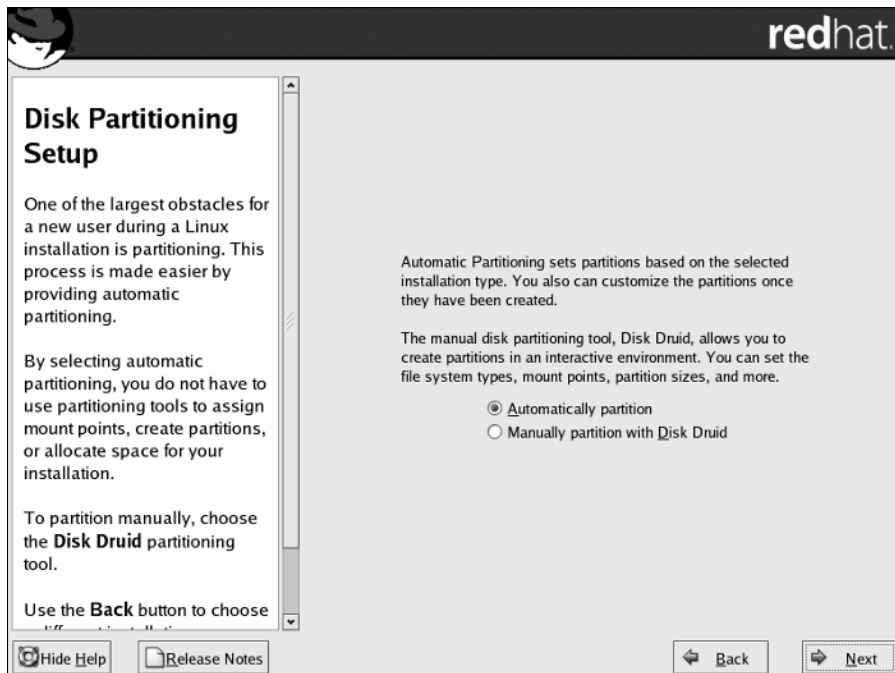 redhat.
Disk Partitioning
Setup
One of the largest obstacles for
a new user during a Linux
installation is partitioning. This
process is made easier by
providing automatic
partitioning.
By selecting automatic
partitioning, you do not have to
use partitioning tools to assign
mount points, create partitions,
or allocate space for your
installation.
To partition manually, choose
the Disk Druid partitioning
tool.
Use the Back button to choose
Automatic Partitioning sets partitions based on the selected
installation type. You also can customize the partitions once
they have been created.
The manual disk partitioning tool, Disk Druid, allows you to
create partitions in an interactive environment. You can set the
file system types, mount points, partition sizes, and more.
Automatically partition
Manually partition with Disk Druid
Hide Help
Release Notes
Back
Next